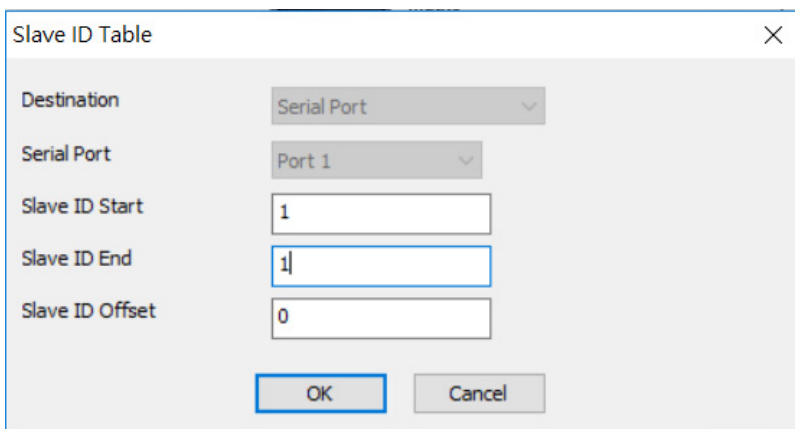 Slave ID Table
Destination Serial Port
Serial Port Port 1
Slave ID Start 1
Slave ID End 1
Slave ID Offset 0
OK Cancel